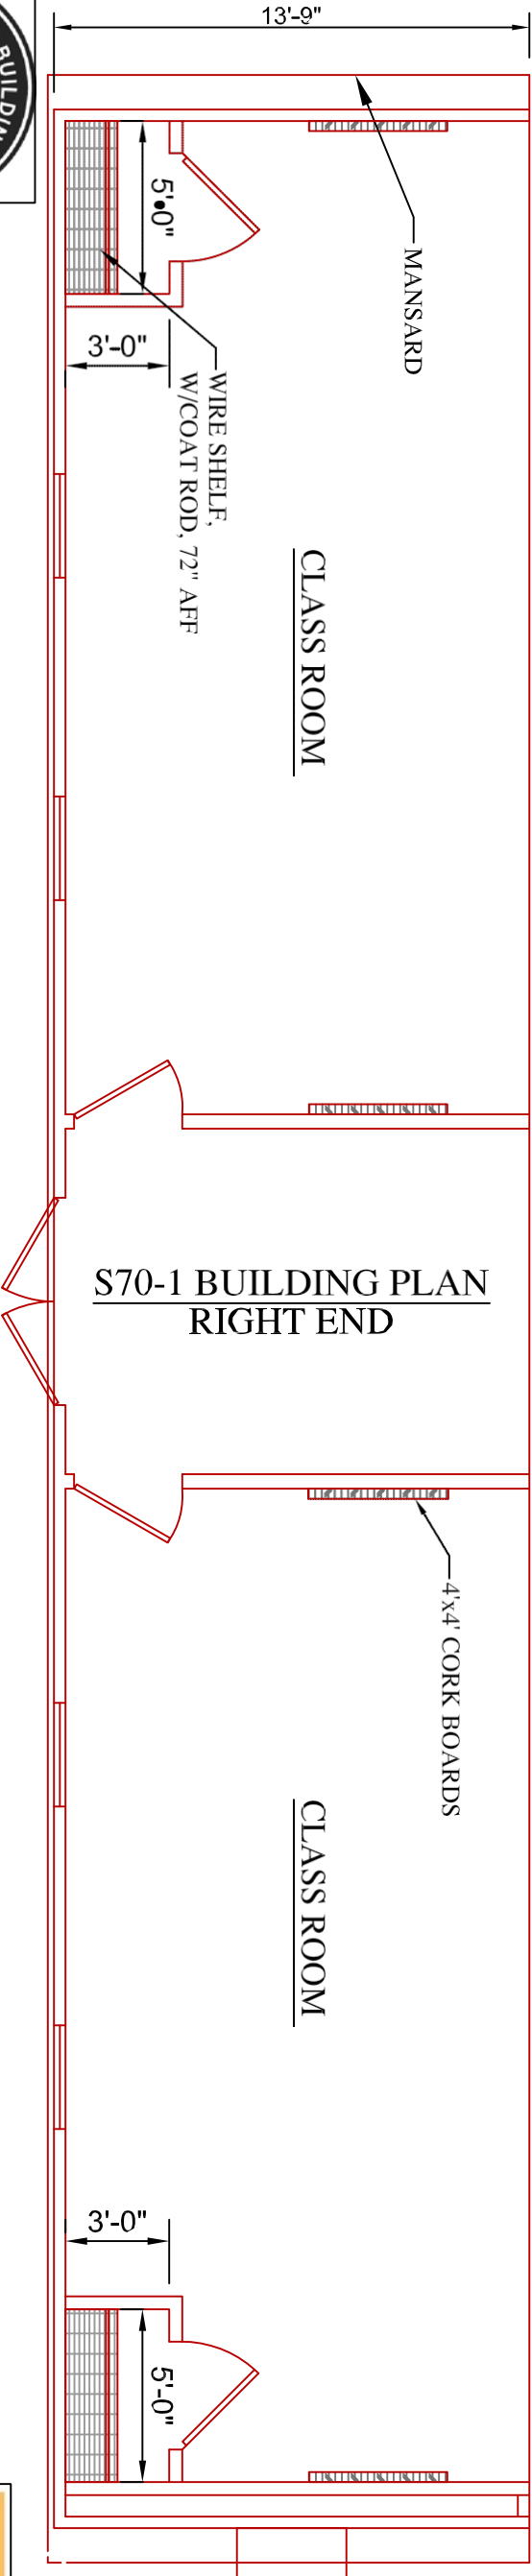 BUILDIN
13'-9"
MANSARD
5'•0"
3'-0"
WIRE SHELF,
W/COAT ROD, 72" AFF
CLASS ROOM
S70-1 BUILDING PLAN
RIGHT END
4'x4' CORK BOARDS
CLASS ROOM
3'-0"
5'-0"